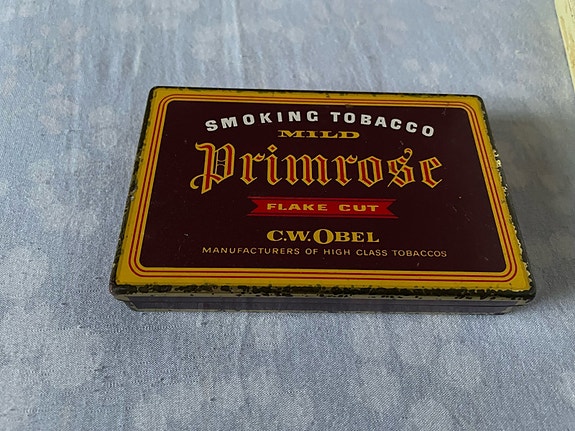 SMOKING TOBACCO
MILD
Primrose
FLAKE CUT
C.W.OBEL
MANUFACTURERS OF HIGH CLASS TOBACCOS